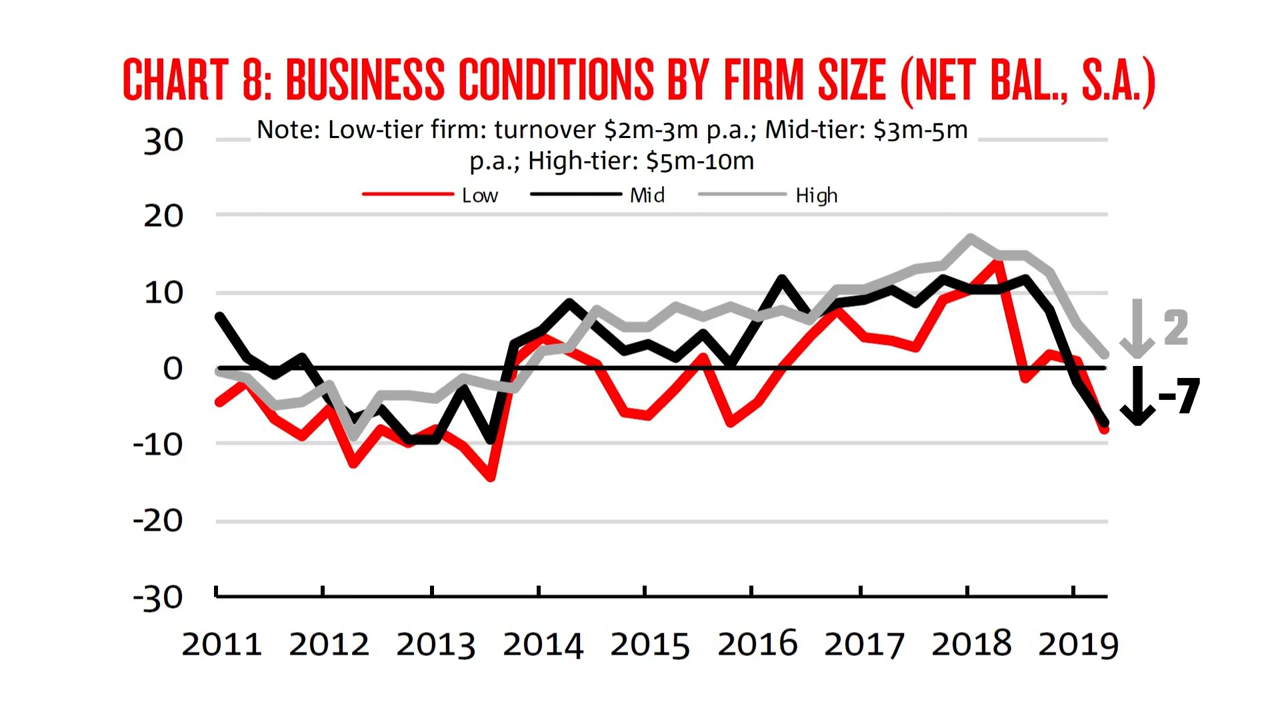 CHART 8: BUSINESS CONDITIONS BY FIRM SIZE (NET BAL., S.A.)
Note: Low-tier firm: turnover $2m-3m p.a.; Mid-tier: $3m-5m
p.a.; High-tier: $5m-10m
Low Mid High
30
20
10
0
-10
-20
-30
2
-7
2011 2012 2013 2014 2015 2016 2017 2018 2019